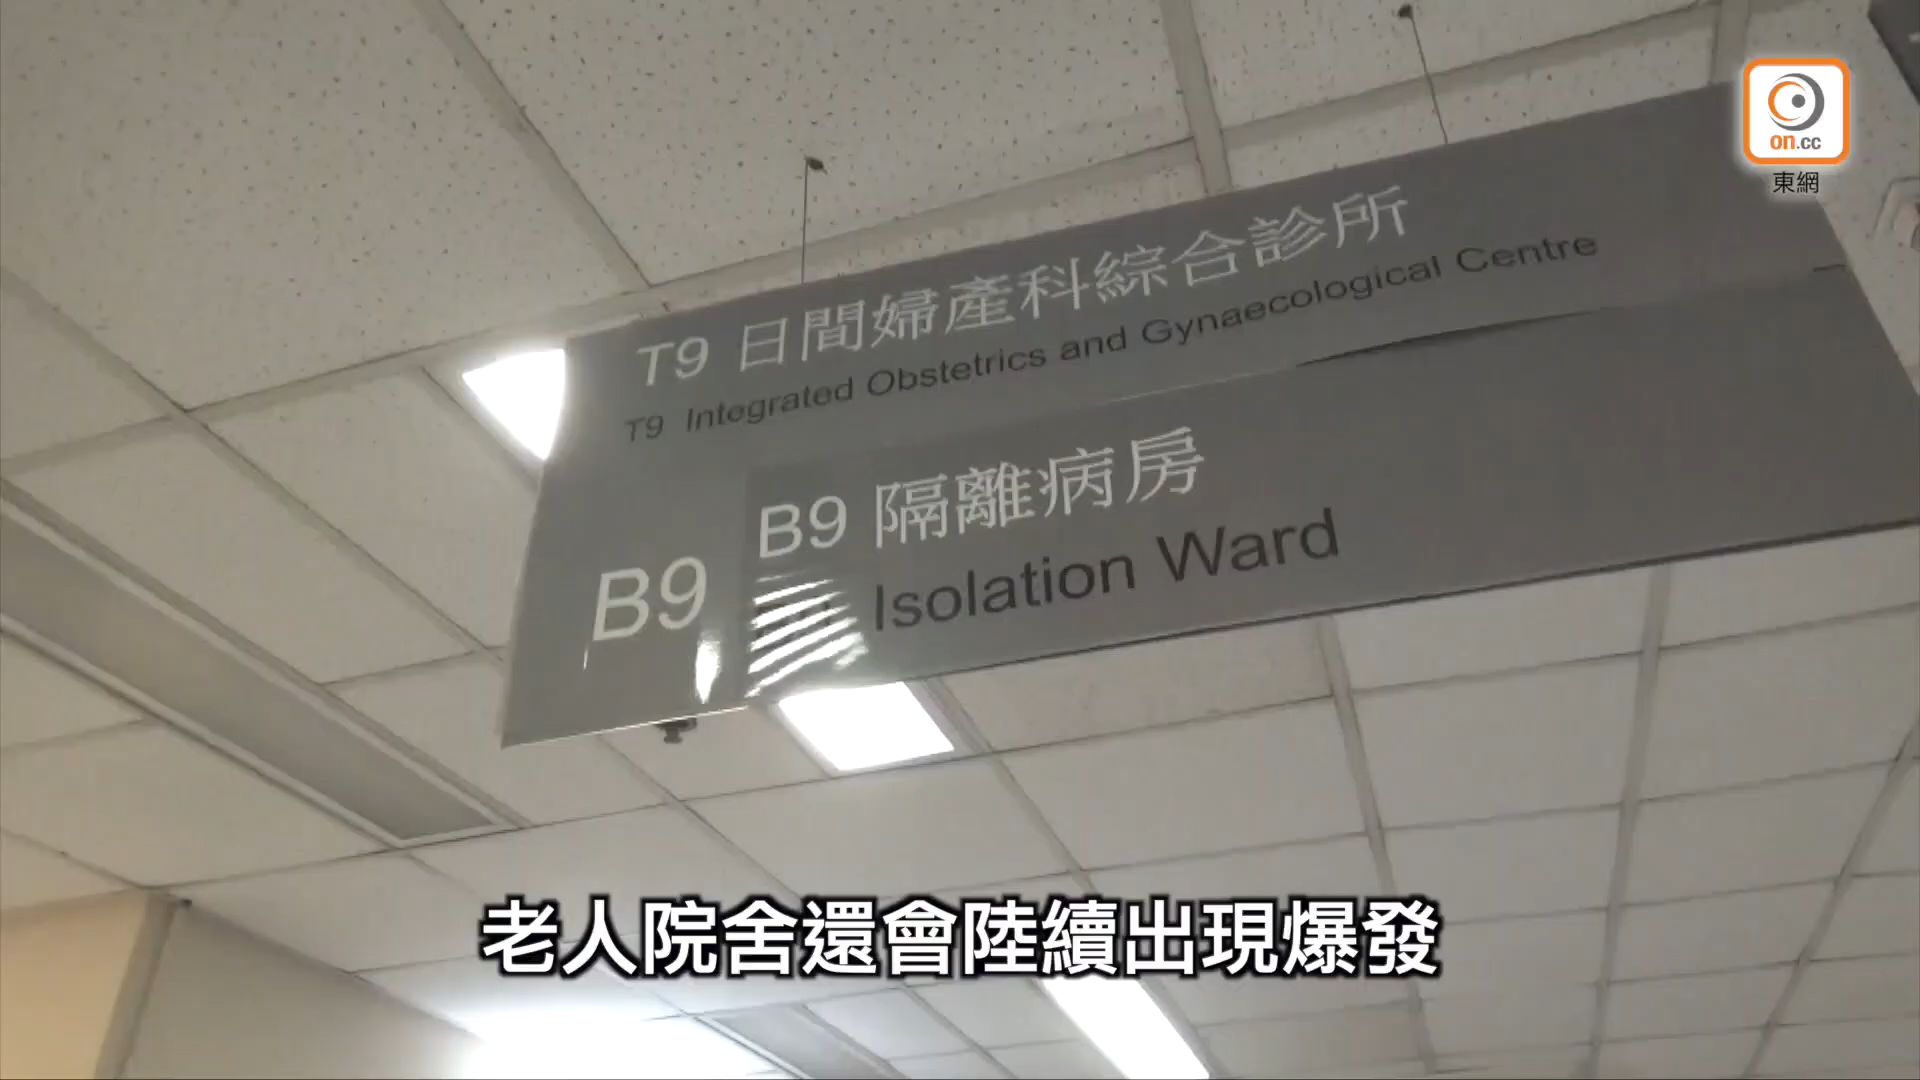 on.cc
東網
T9 日間婦產科綜合診所
T9 Integrated Obstetrics and Gynaecological Centre
B9
B9 隔離病房
Isolation Ward
老人院舍還會陸續出現爆發